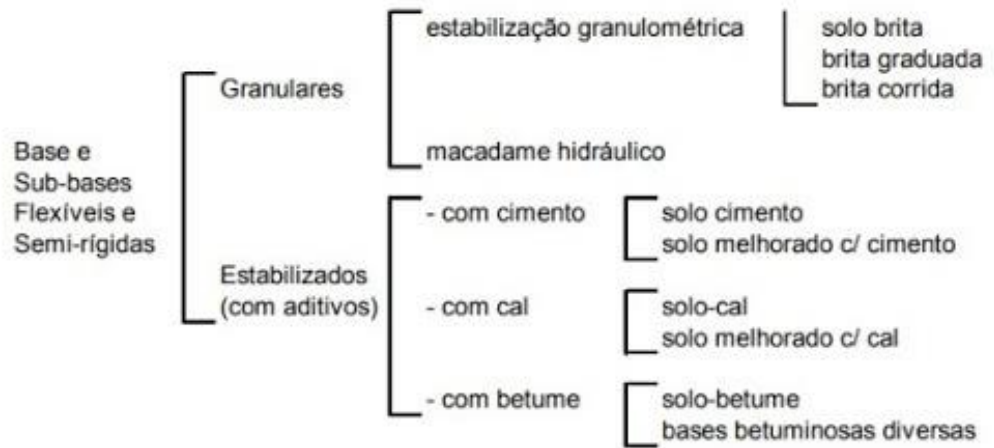 Base e
Sub-bases
Flexíveis e
Semi-rígidas
Granulares
estabilização granulométrica
solo brita
brita graduada
brita corrida
macadame hidráulico
Estabilizados
(com aditivos)
- com cimento
solo cimento
solo melhorado c/ cimento
- com cal
solo-cal
solo melhorado c/ cal
- com betume
solo-betume
bases betuminosas diversas